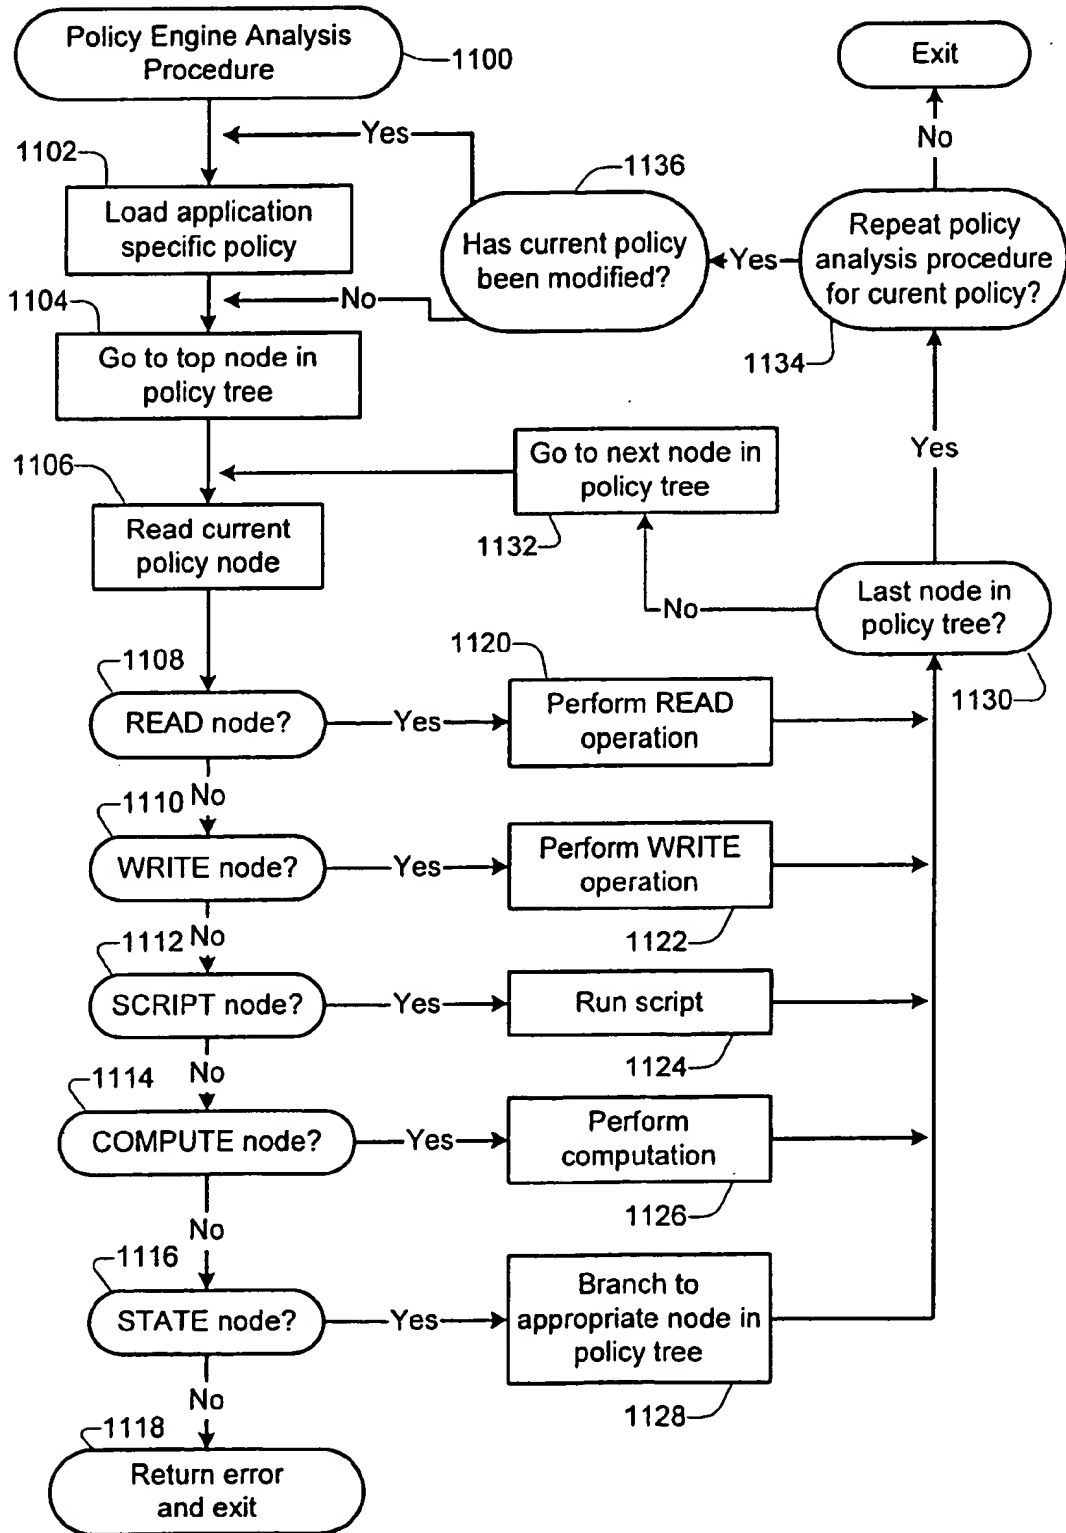 Policy Engine Analysis
Procedure
1100
Exit
Yes
No
1102
1136
Load application
specific policy
Has current policy
been modified?
Yes
Repeat policy
analysis procedure
for curent policy?
1104
No
1134
Go to top node in
policy tree
Yes
1106
Go to next node in
policy tree
Read current
policy node
1132
No
Last node in
policy tree?
1130
1108
1120
READ node?
Yes
Perform READ
operation
No
1110
WRITE node?
Yes
Perform WRITE
operation
1122
No
1112
SCRIPT node?
Yes
Run script
1124
No
1114
COMPUTE node?
Yes
Perform
computation
1126
No
1116
STATE node?
Yes
Branch to
appropriate node in
policy tree
1128
No
1118
Return error
and exit